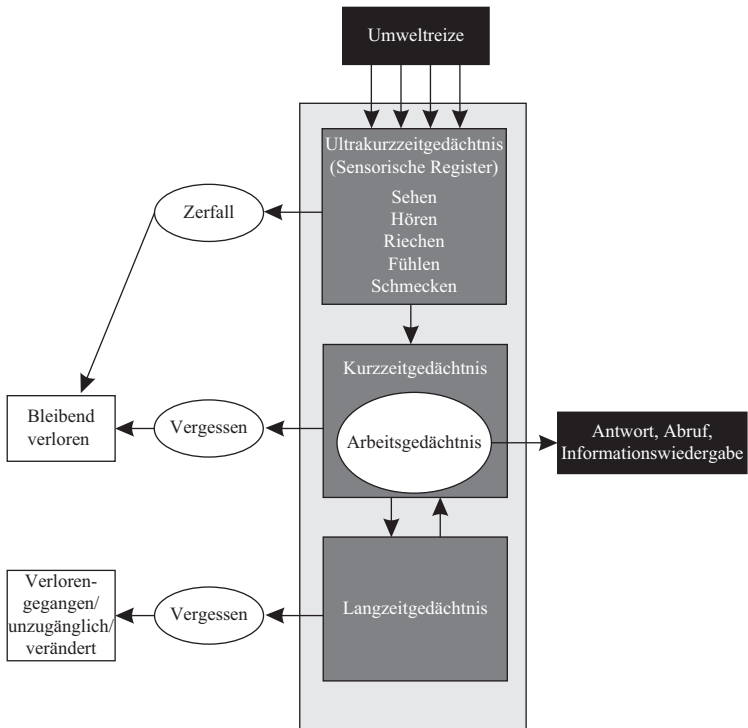 Umweltreize
Ultrakurzzeitgedächtnis
(Sensorische Register)
Sehen
Hören
Riechen
Fühlen
Schmecken
Zerfall
Kurzzeitgedächtnis
Bleibend
verloren
Vergessen
Arbeitsgedächtnis
Antwort, Abruf,
Informationswiedergabe
Verloren-
gegangen/
unzugänglich/
verändert
Vergessen
Langzeitgedächtnis